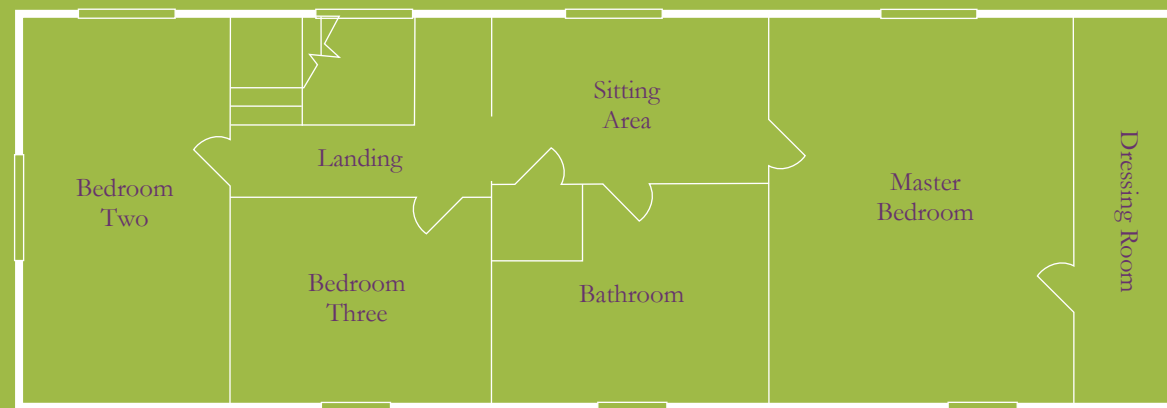 Sitting
Area
Landing
Bedroom
Two
Master
Bedroom
Dressing Room
Bedroom
Three
Bathroom